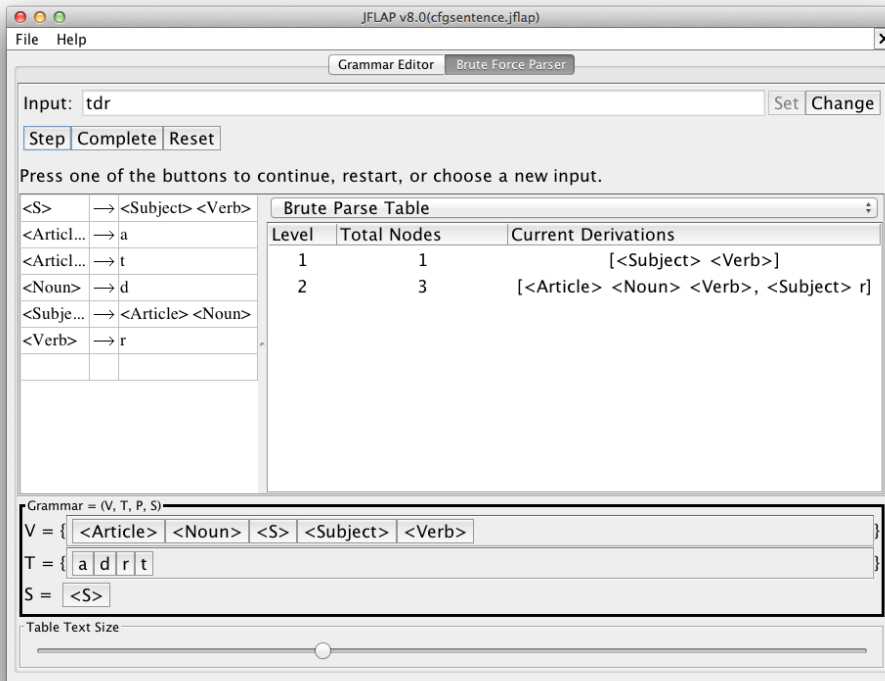 JFLAP v8.0(cfgsentence.jflap)
File Help
Grammar Editor Brute Force Parser
Input: tdr Set Change
Step Complete Reset
Press one of the buttons to continue, restart, or choose a new input.
<S> → <Subject> <Verb>
<Articl... → a
<Articl... → t
<Noun> → d
<Subje... → <Article> <Noun>
<Verb> → r
Brute Parse Table
Level Total Nodes Current Derivations
1 1 [<Subject> <Verb>]
2 3 [<Article> <Noun> <Verb>, <Subject> r]
Grammar = (V, T, P, S)
V = { <Article> <Noun> <S> <Subject> <Verb> }
T = { a d r t }
S = <S>
Table Text Size